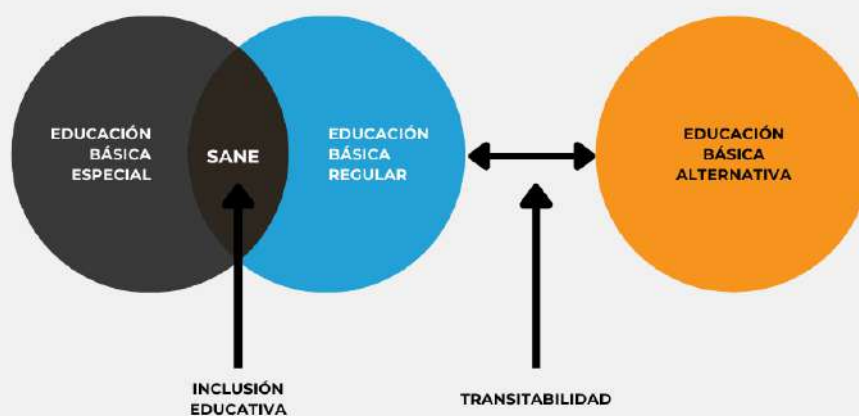 EDUCACIÓN
BÁSICA
ESPECIAL
SANE
EDUCACIÓN
BÁSICA
REGULAR
EDUCACIÓN
BÁSICA
ALTERNATIVA
INCLUSIÓN
EDUCATIVA
TRANSITABILIDAD